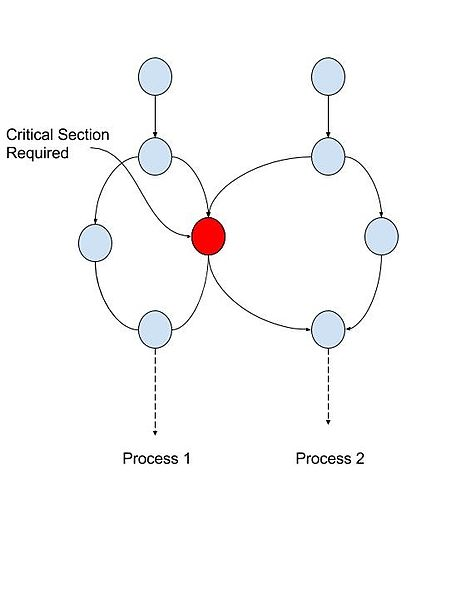 Critical Section
Required
Process 1
Process 2